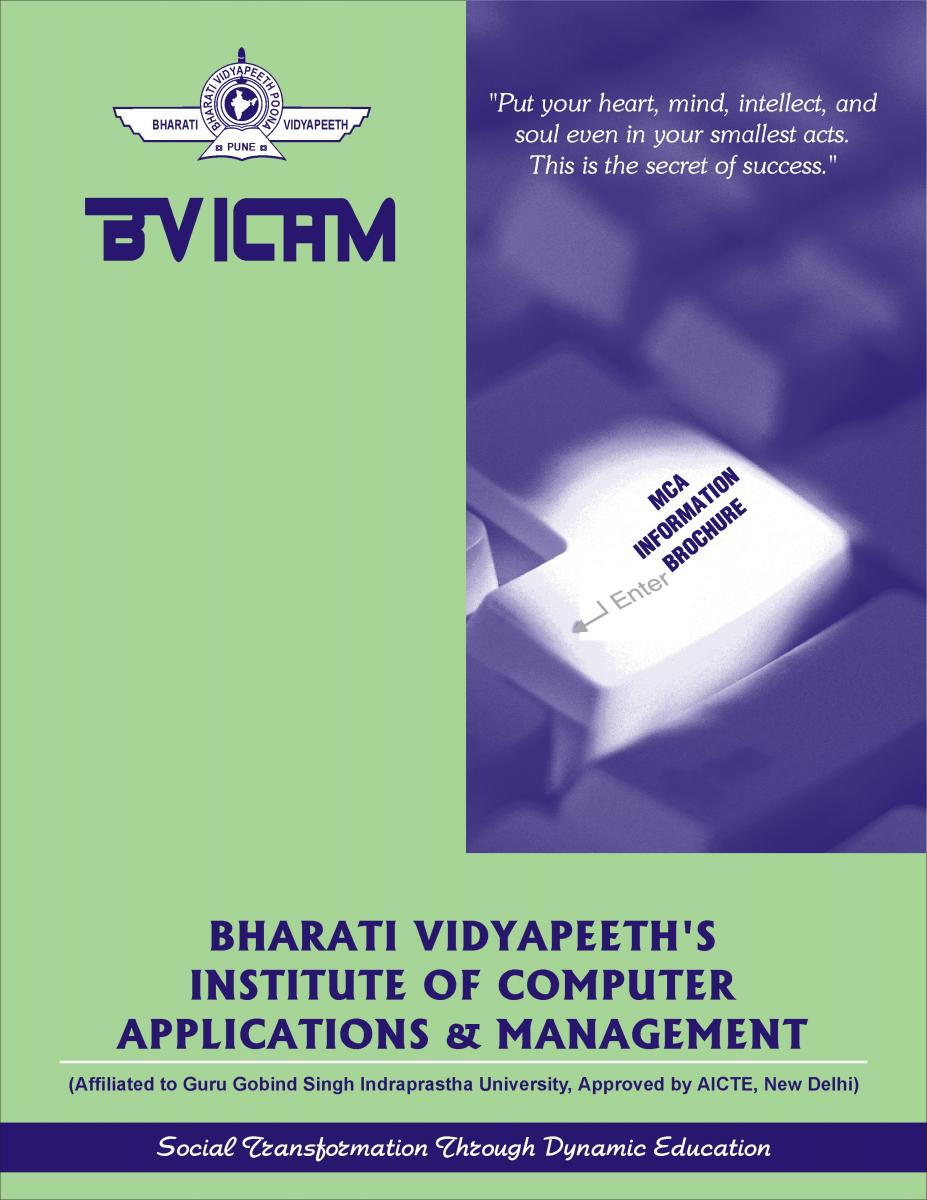 BHARATI VIDYAPEETH POONA
BHARATI VIDYAPEETH
PUNE
BVICAM
"Put your heart, mind, intellect, and
soul even in your smallest acts.
This is the secret of success."
MCA
INFORMATION
BROCHURE
Enter
BHARATI VIDYAPEETH'S
INSTITUTE OF COMPUTER
APPLICATIONS & MANAGEMENT
(Affiliated to Guru Gobind Singh Indraprastha University, Approved by AICTE, New Delhi)
Social Transformation Through Dynamic Education